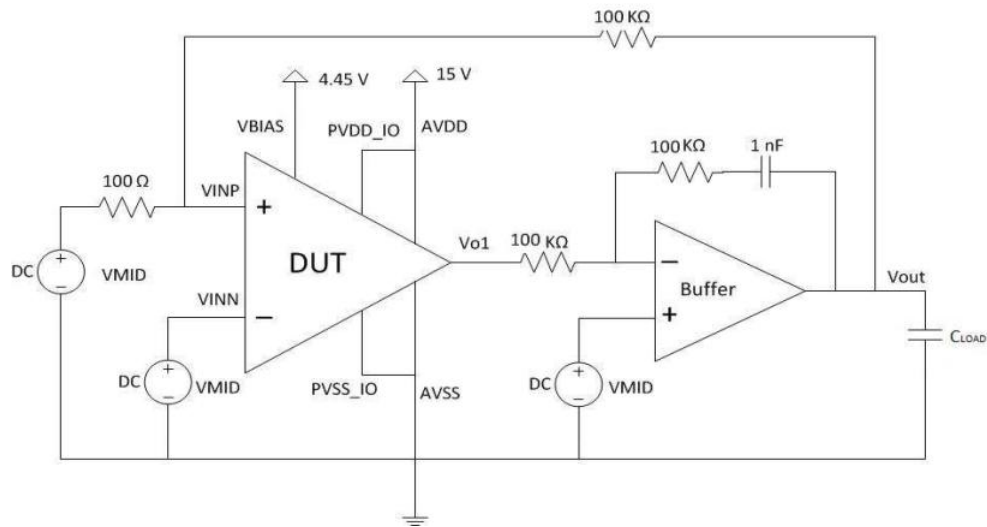 100 KΩ
4.45 V
15 V
VBIAS
PVDD_IO
AVDD
100 KΩ
1 nF
100 Ω
VINP
+
DUT
Vo1
100 KΩ
−
Buffer
Vout
+
DC
+
−
VMID
VINN
−
+
CLOAD
DC
+
−
VMID
PVSS_IO
AVSS
DC
−
VMID